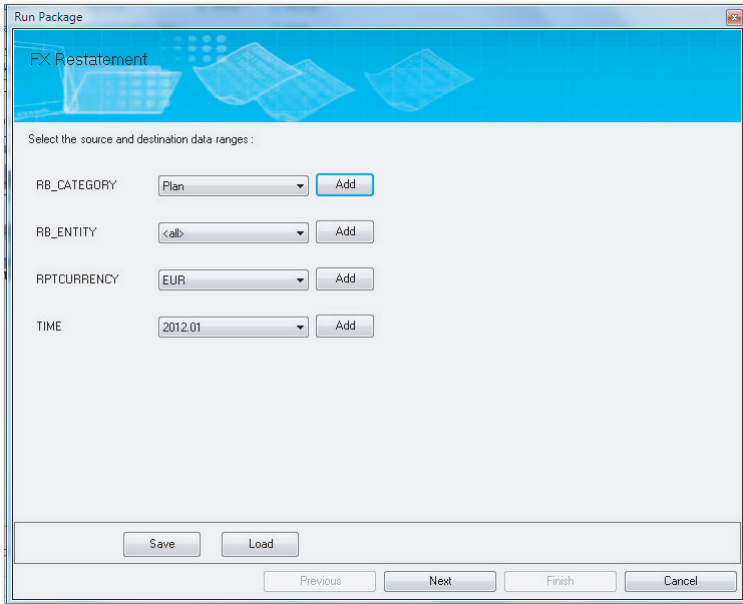 Run Package
FX Restatement
Select the source and destination data ranges :
RB_CATEGORY Plan Add
RB_ENTITY <all> Add
RPTCURRENCY EUR Add
TIME 2012.01 Add
Save Load
Previous Next Finish Cancel